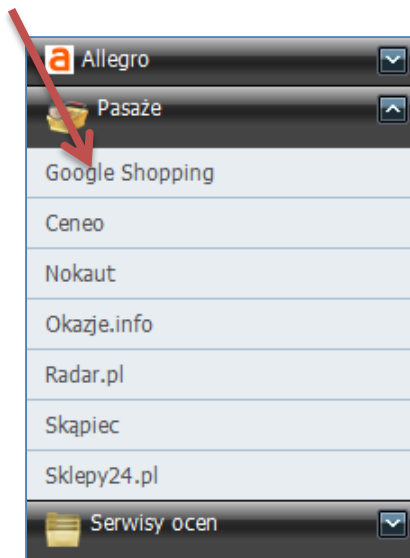 a Allegro
Pasaże
Google Shopping
Ceneo
Nokaut
Okazje.info
Radar.pl
Skąpiec
Sklepy24.pl
Serwisy ocen